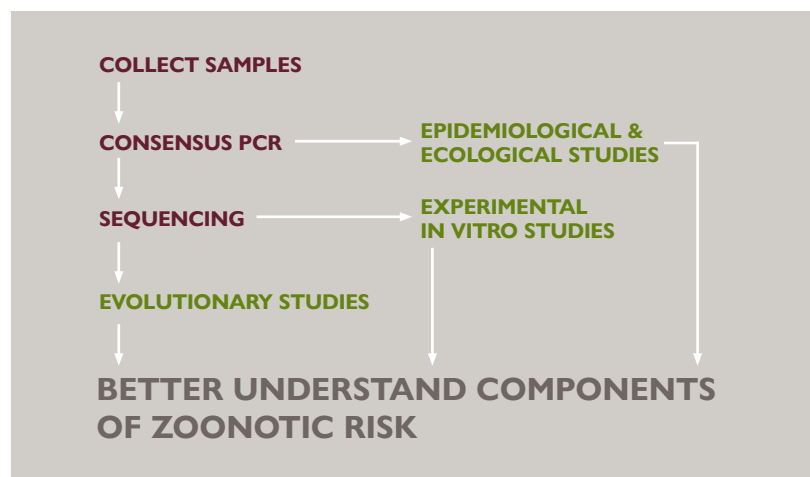 COLLECT SAMPLES
CONSENSUS PCR
EPIDEMIOLOGICAL &
ECOLOGICAL STUDIES
SEQUENCING
EXPERIMENTAL
IN VITRO STUDIES
EVOLUTIONARY STUDIES
BETTER UNDERSTAND COMPONENTS
OF ZOONOTIC RISK